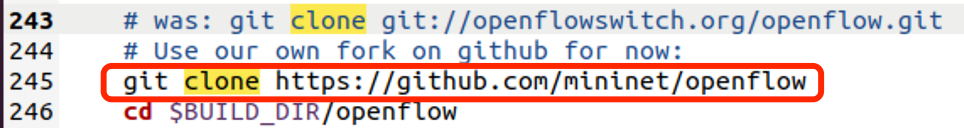 243 # was: git clone git://openflowswitch.org/openflow.git
244 # Use our own fork on github for now:
245 git clone https://github.com/mininet/openflow
246 cd $BUILD_DIR/openflow